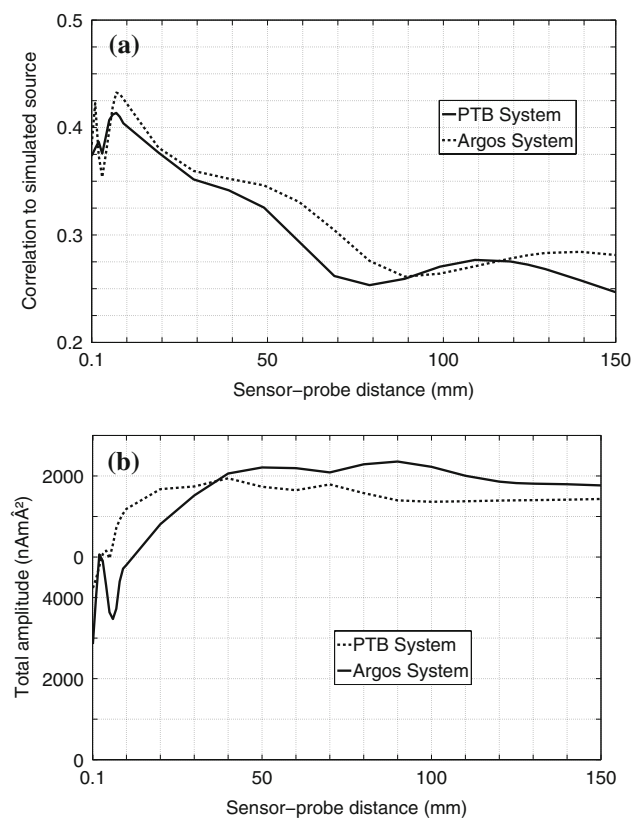 0.5
(a)
PTB System
Argos System
0.4
0.3
0.2
Correlation to simulated source
0.1
50
100
150
Sensor–probe distance (mm)
(b)
2000
0
4000
2000
0
PTB System
Argos System
Total amplitude (nAmÂ²)
0.1
50
100
150
Sensor–probe distance (mm)